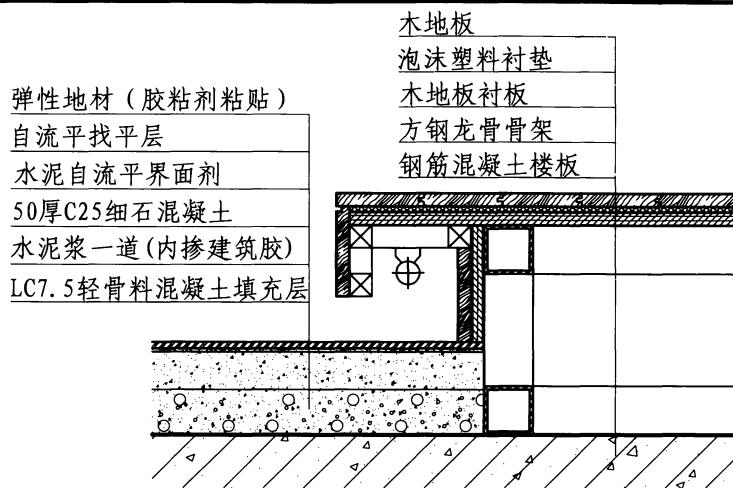 木地板
泡沫塑料衬垫
木地板衬板
方钢龙骨骨架
钢筋混凝土楼板
弹性地材（胶粘剂粘贴）
自流平找平层
水泥自流平界面剂
50厚C25细石混凝土
水泥浆一道(内掺建筑胶)
LC7.5轻骨料混凝土填充层